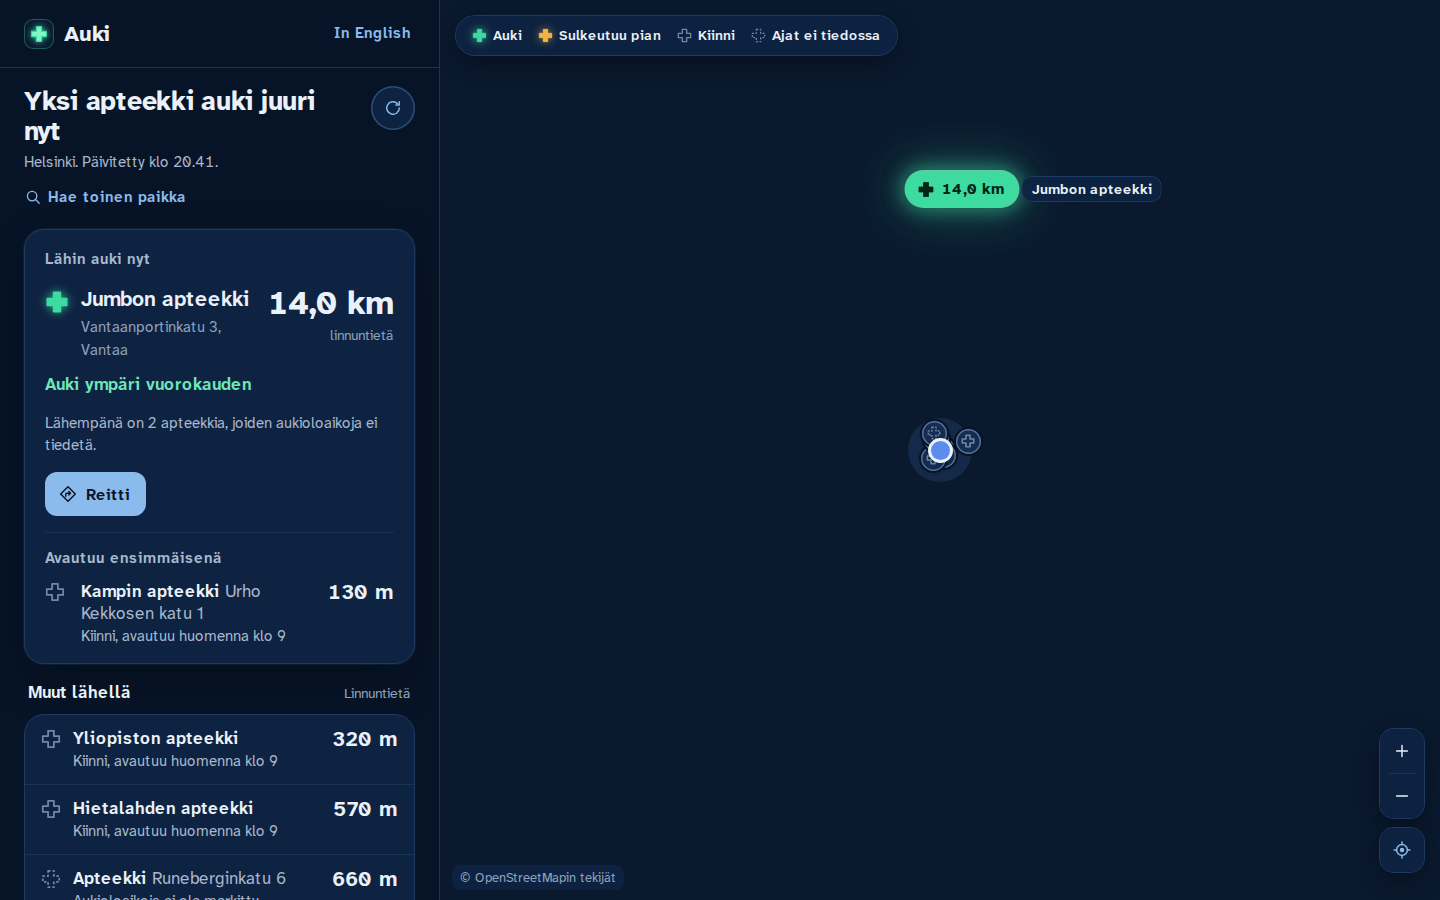 Auki
In English
Yksi apteekki auki juuri
nyt
Helsinki. Päivitetty klo 20.41.
Hae toinen paikka
Lähin auki nyt
Jumbon apteekki
14,0 km
Vantaanportinkatu 3,
Vantaa
linnuntietä
Auki ympäri vuorokauden
Lähempänä on 2 apteekkia, joiden aukioloaikoja ei
tiedetä.
Reitti
Avautuu ensimmäisenä
Kampin apteekki Urho
Kekkosen katu 1
130 m
Kiinni, avautuu huomenna klo 9
Muut lähellä
Linnuntietä
Yliopiston apteekki
320 m
Kiinni, avautuu huomenna klo 9
Hietalahden apteekki
570 m
Kiinni, avautuu huomenna klo 9
Apteekki Runeberginkatu 6
660 m
Auki
Sulkeutuu pian
Kiinni
Ajat ei tiedossa
14,0 km
Jumbon apteekki
© OpenStreetMapin tekijät